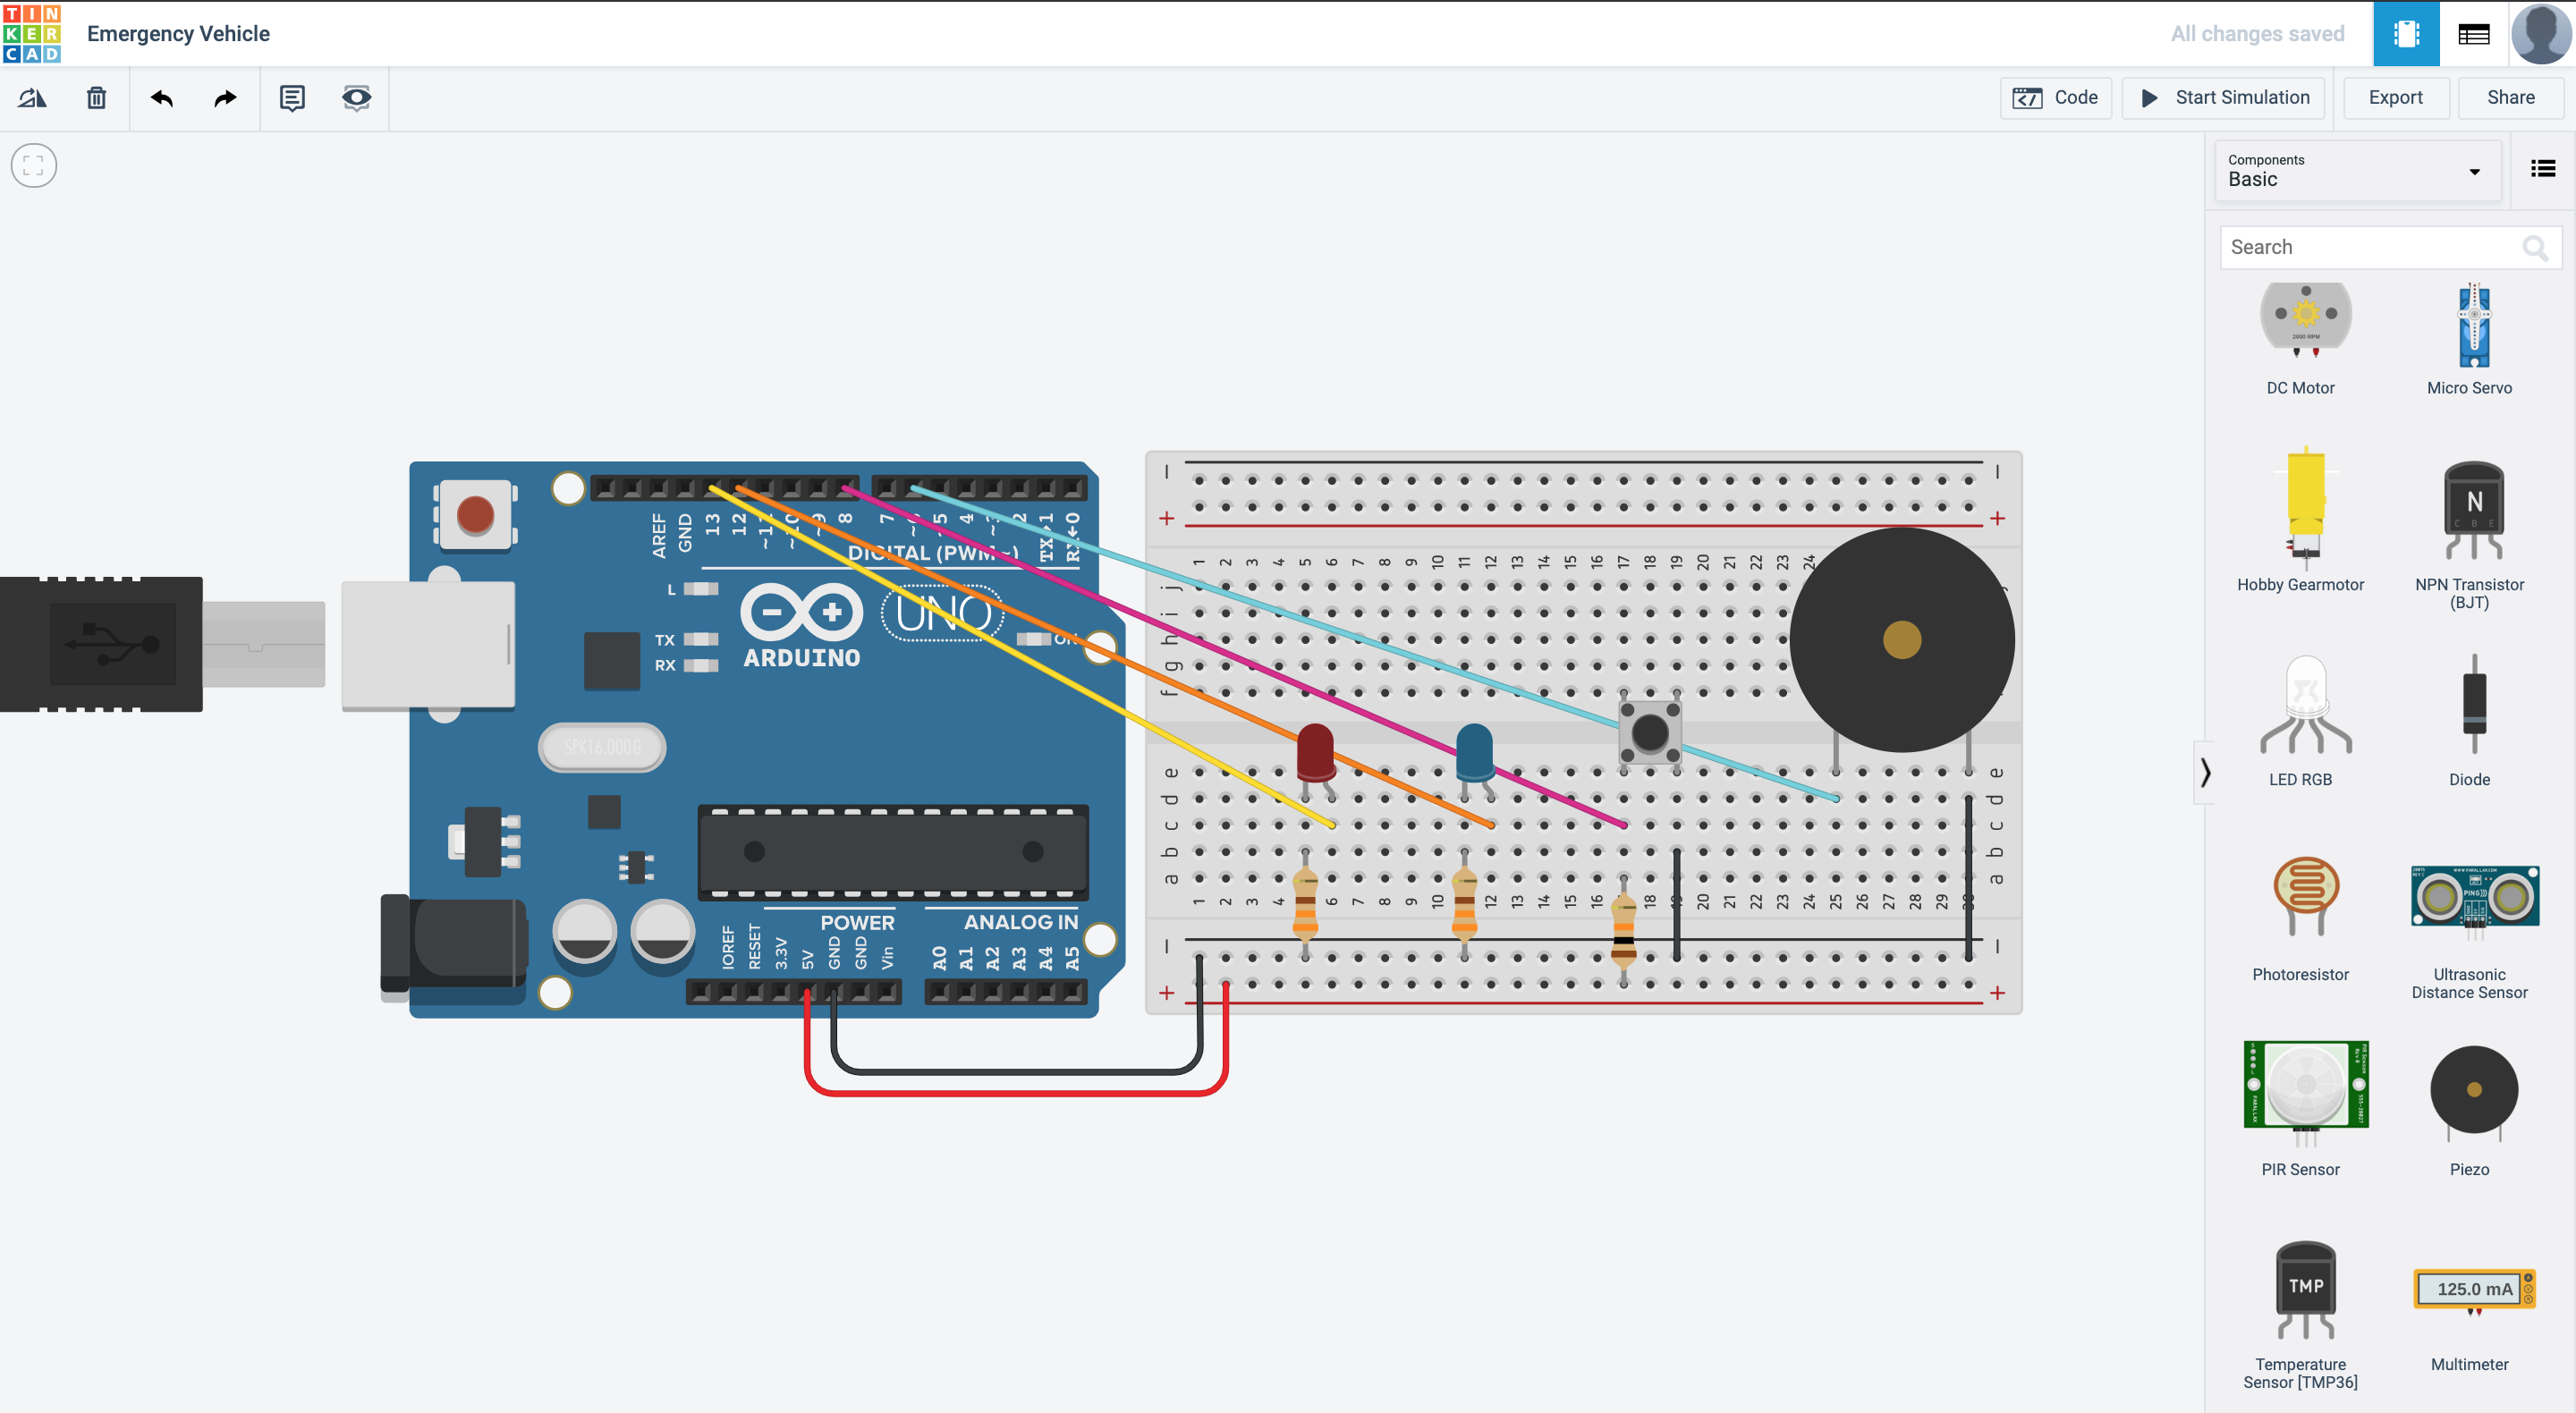 TIN
KER
CAD
Emergency Vehicle
All changes saved
Code
Start Simulation
Export
Share
Components
Basic
Search
DC Motor
Micro Servo
Hobby Gearmotor
NPN Transistor
(BJT)
N
C B E
2000 RPM
LED RGB
Diode
Photoresistor
Ultrasonic
Distance Sensor
PING)))
PIR Sensor
Piezo
TMP
125.0 mA
Temperature
Sensor [TMP36]
Multimeter
AREF
GND
13
12
8
7
~5
4
2
TX→1
RX←0
DIGITAL (PWM~)
L
TX
RX
UNO
ON
ARDUINO
SPK16.000G
POWER
ANALOG IN
IOREF
RESET
3.3V
5V
GND
GND
Vin
A0
A1
A2
A3
A4
A5
1 2 3 4 5 6 7 8 9 10 11 12 13 14 15 16 17 18 19 20 21 22 23 24
j
i
h
g
f
e e
d d
c c
b b
a a
1 2 3 4 6 7 8 9 10 12 13 14 15 16 18 20 21 22 23 24 25 26 27 28 29